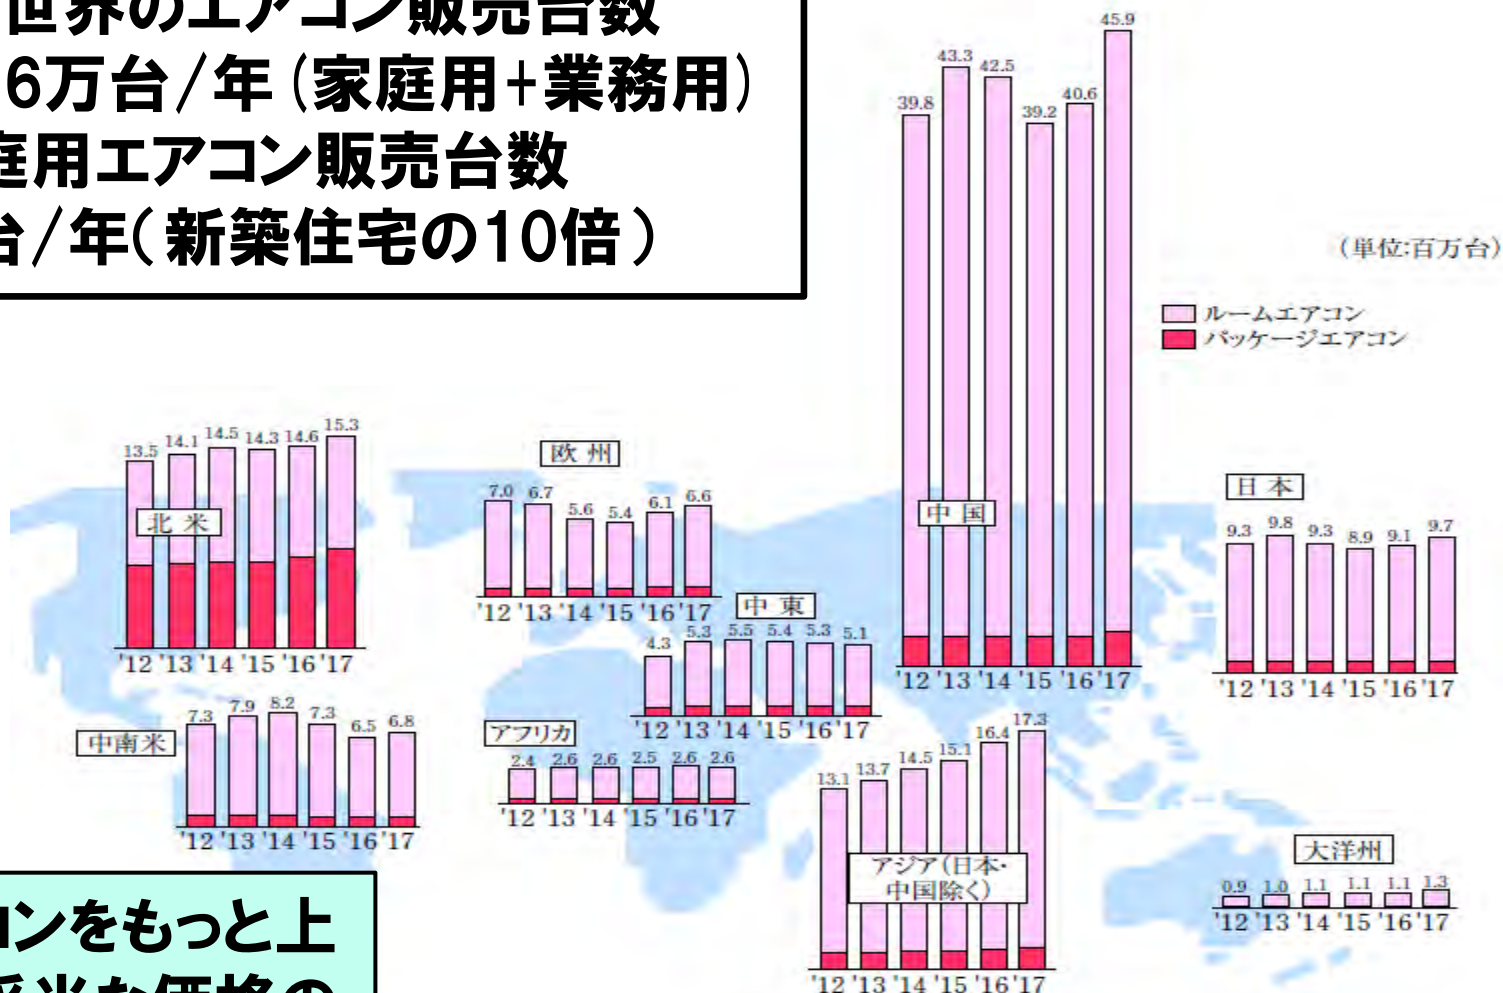 世界のエアコン販売台数
6万台/年(家庭用+業務用)
庭用エアコン販売台数
台/年(新築住宅の10倍)
(単位:百万台)
ルームエアコン
パッケージエアコン
北米
13.5 14.1 14.5 14.3 14.6 15.3
'12 '13 '14 '15 '16 '17
欧州
7.0 6.7 5.6 5.4 6.1 6.6
'12 '13 '14 '15 '16 '17
中国
39.8 43.3 42.5 39.2 40.6 45.9
'12 '13 '14 '15 '16 '17
日本
9.3 9.8 9.3 8.9 9.1 9.7
'12 '13 '14 '15 '16 '17
中東
4.3 5.3 5.5 5.4 5.3 5.1
'12 '13 '14 '15 '16 '17
中南米
7.3 7.9 8.2 7.3 6.5 6.8
'12 '13 '14 '15 '16 '17
アフリカ
2.4 2.6 2.6 2.5 2.6 2.6
'12 '13 '14 '15 '16 '17
アジア(日本・
中国除く)
13.1 13.7 14.5 15.1 16.4 17.3
'12 '13 '14 '15 '16 '17
大洋州
0.9 1.0 1.1 1.1 1.1 1.3
'12 '13 '14 '15 '16 '17
コンをもっと上
妥当な価格の